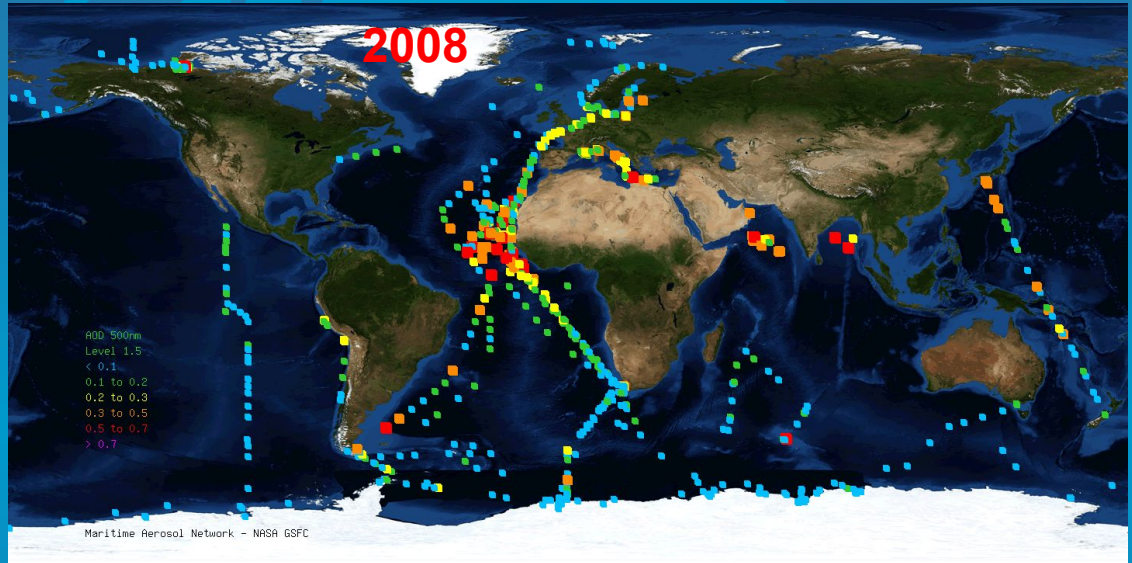 2008
AOD 500nm
Level 1.5
< 0.1
0.1 to 0.2
0.2 to 0.3
0.3 to 0.5
0.5 to 0.7
> 0.7
Maritime Aerosol Network - NASA GSFC